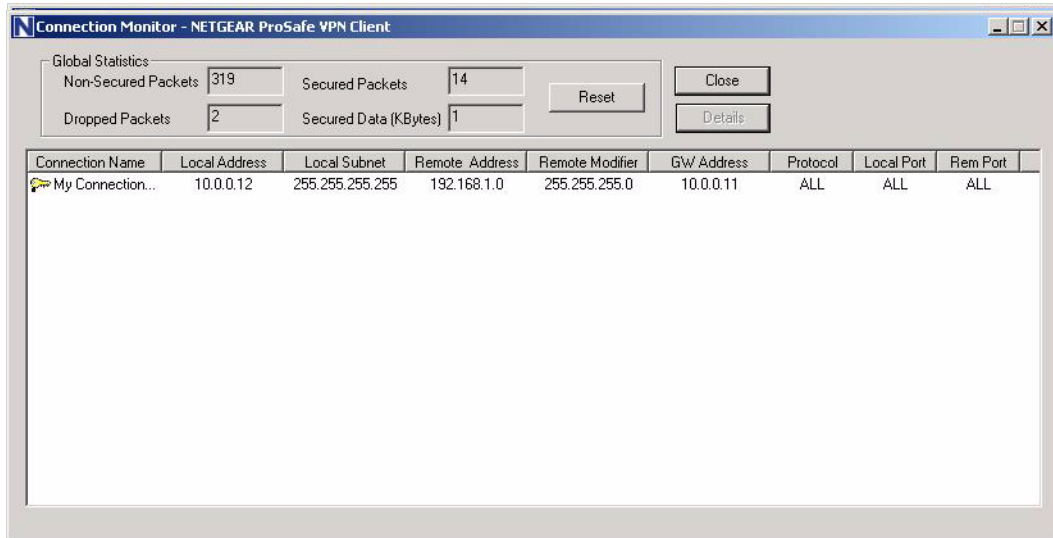 Connection Monitor - NETGEAR ProSafe VPN Client
Global Statistics
Non-Secured Packets 319 Secured Packets 14
Reset
Close
Dropped Packets 2 Secured Data (KBytes) 1
Details
Connection Name Local Address Local Subnet Remote Address Remote Modifier GW Address Protocol Local Port Rem Port
My Connection... 10.0.0.12 255.255.255.255 192.168.1.0 255.255.255.0 10.0.0.11 ALL ALL ALL